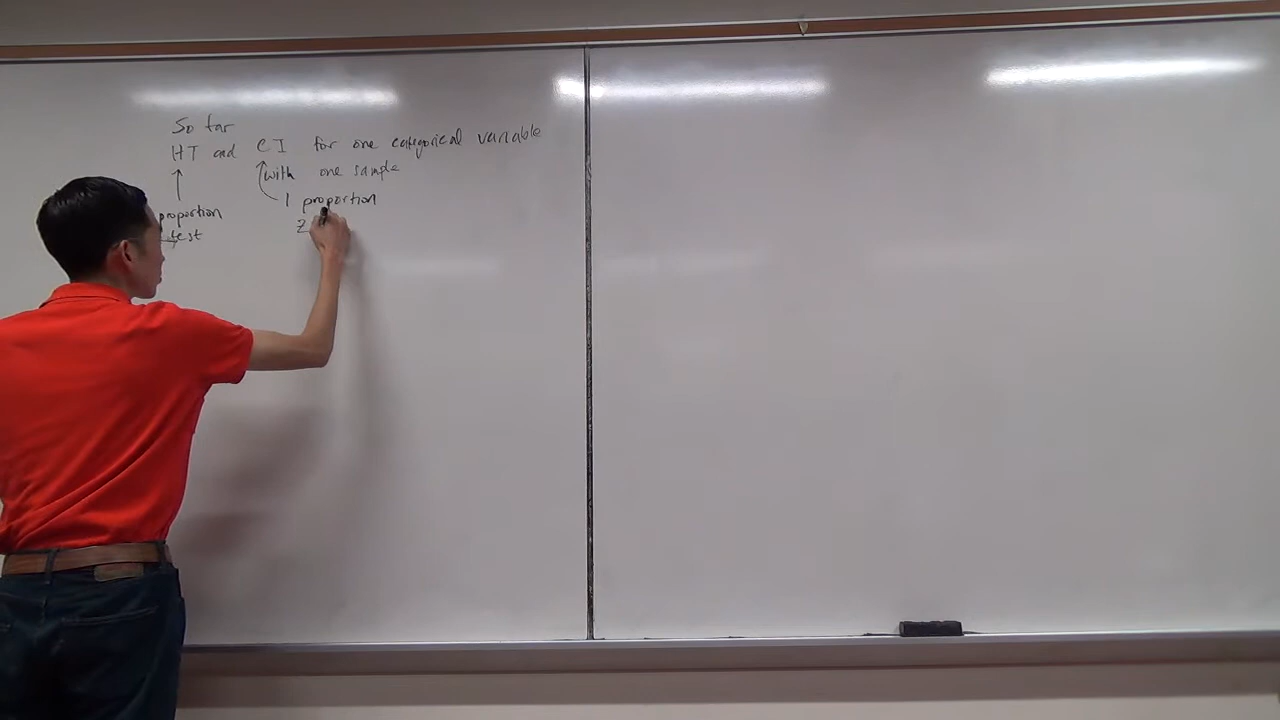 So far
HT and CI for one categorical variable
with one sample
1 proportion
proportion
z
test